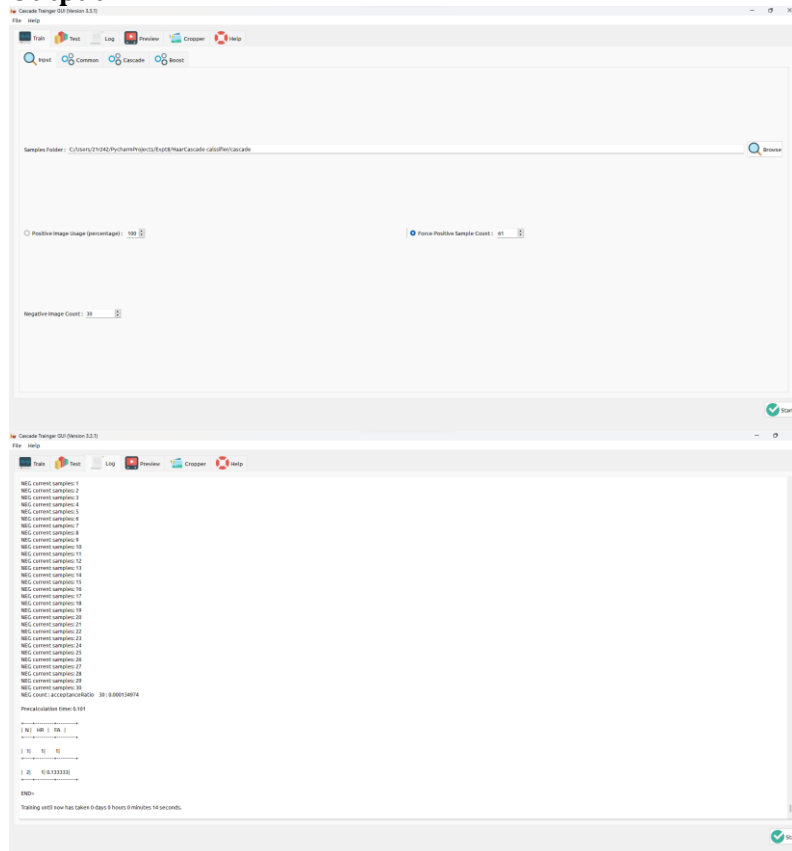 Cascade Trainger GUI (Version 3.3.1)
File Help
Train Test Log Preview Cropper Help
Input Common Cascade Boost
Samples Folder : C:/Users/21r242/PycharmProjects/Expt8/HaarCascade calssifier/cascade Browse
Positive Image Usage (percentage) : 100 Force Positive Sample Count :
Negative Image Count : 30
Start
Cascade Trainger GUI (Version 3.3.1)
File Help
Train Test Log Preview Cropper Help
NEG current samples: 1
NEG current samples: 2
NEG current samples: 3
NEG current samples: 4
NEG current samples: 5
NEG current samples: 6
NEG current samples: 7
NEG current samples: 8
NEG current samples: 9
NEG current samples: 10
NEG current samples: 11
NEG current samples: 12
NEG current samples: 13
NEG current samples: 14
NEG current samples: 15
NEG current samples: 16
NEG current samples: 17
NEG current samples: 18
NEG current samples: 19
NEG current samples: 20
NEG current samples: 21
NEG current samples: 22
NEG current samples: 23
NEG current samples: 24
NEG current samples: 25
NEG current samples: 26
NEG current samples: 27
NEG current samples: 28
NEG current samples: 29
NEG current samples: 30
NEG count : acceptanceRatio 30 : 0.000134974
Precalculation time: 0.101
+----+---------+---------+
| N | HR | FA |
+----+---------+---------+
| 1| 1| 1|
+----+---------+---------+
| 2| 1|0.133333|
+----+---------+---------+
END>
Training until now has taken 0 days 0 hours 0 minutes 14 seconds.